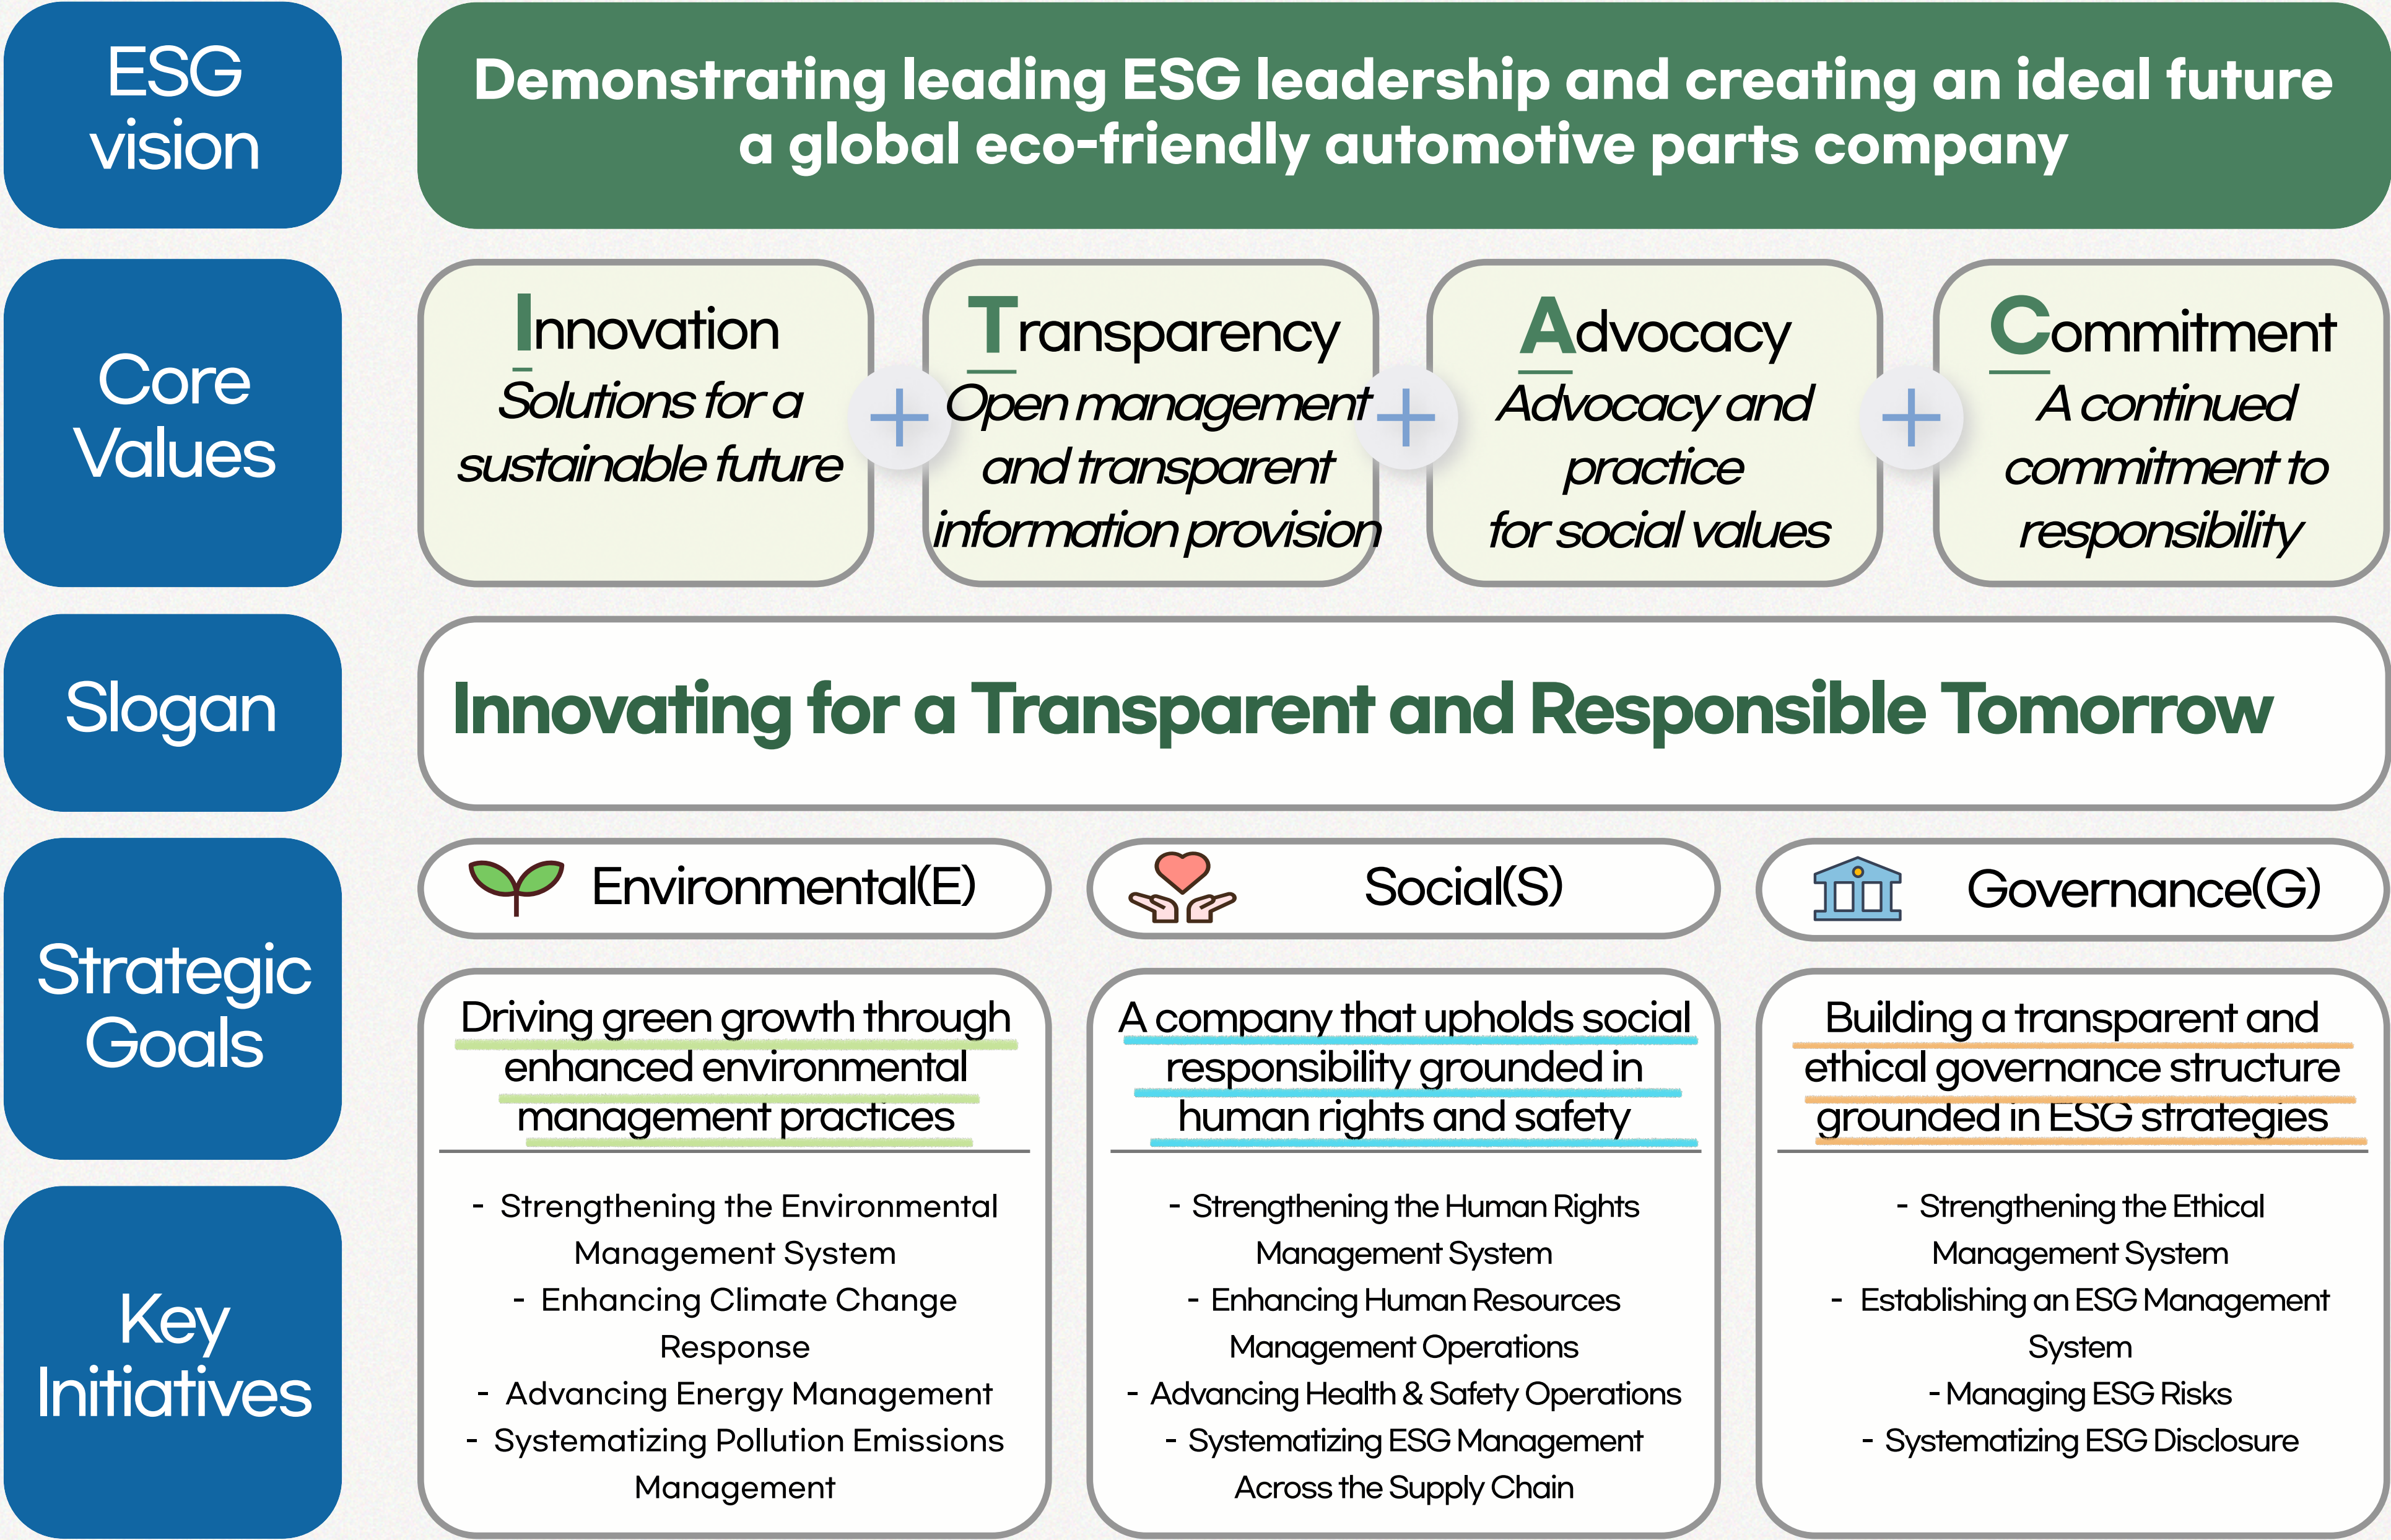 ESG
vision
Demonstrating leading ESG leadership and creating an ideal future
a global eco-friendly automotive parts company
Core
Values
Innovation
Solutions for a
sustainable future
+
Transparency
Open management
and transparent
information provision
+
Advocacy
Advocacy and
practice
for social values
+
Commitment
A continued
commitment to
responsibility
Slogan
Innovating for a Transparent and Responsible Tomorrow
Strategic
Goals
Environmental(E)
Social(S)
Governance(G)
Driving green growth through
enhanced environmental
management practices
A company that upholds social
responsibility grounded in
human rights and safety
Building a transparent and
ethical governance structure
grounded in ESG strategies
Key
Initiatives
- Strengthening the Environmental
Management System
- Enhancing Climate Change
Response
- Advancing Energy Management
- Systematizing Pollution Emissions
Management
- Strengthening the Human Rights
Management System
- Enhancing Human Resources
Management Operations
- Advancing Health & Safety Operations
- Systematizing ESG Management
Across the Supply Chain
- Strengthening the Ethical
Management System
- Establishing an ESG Management
System
- Managing ESG Risks
- Systematizing ESG Disclosure